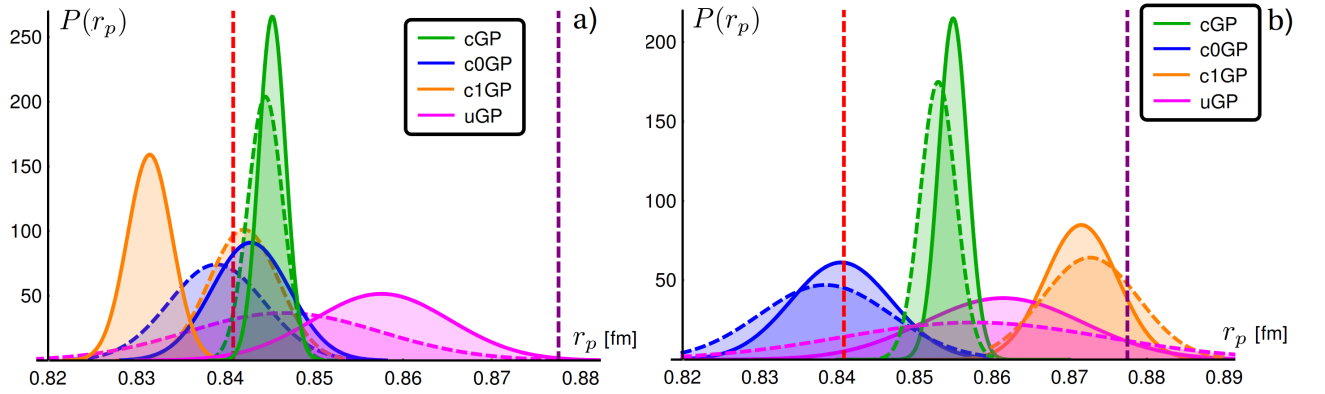 P(r_p)
a)
cGP
c0GP
c1GP
uGP
250
200
150
100
50
r_p [fm]
0.82 0.83 0.84 0.85 0.86 0.87 0.88
P(r_p)
b)
cGP
c0GP
c1GP
uGP
200
150
100
50
r_p [fm]
0.82 0.83 0.84 0.85 0.86 0.87 0.88 0.89